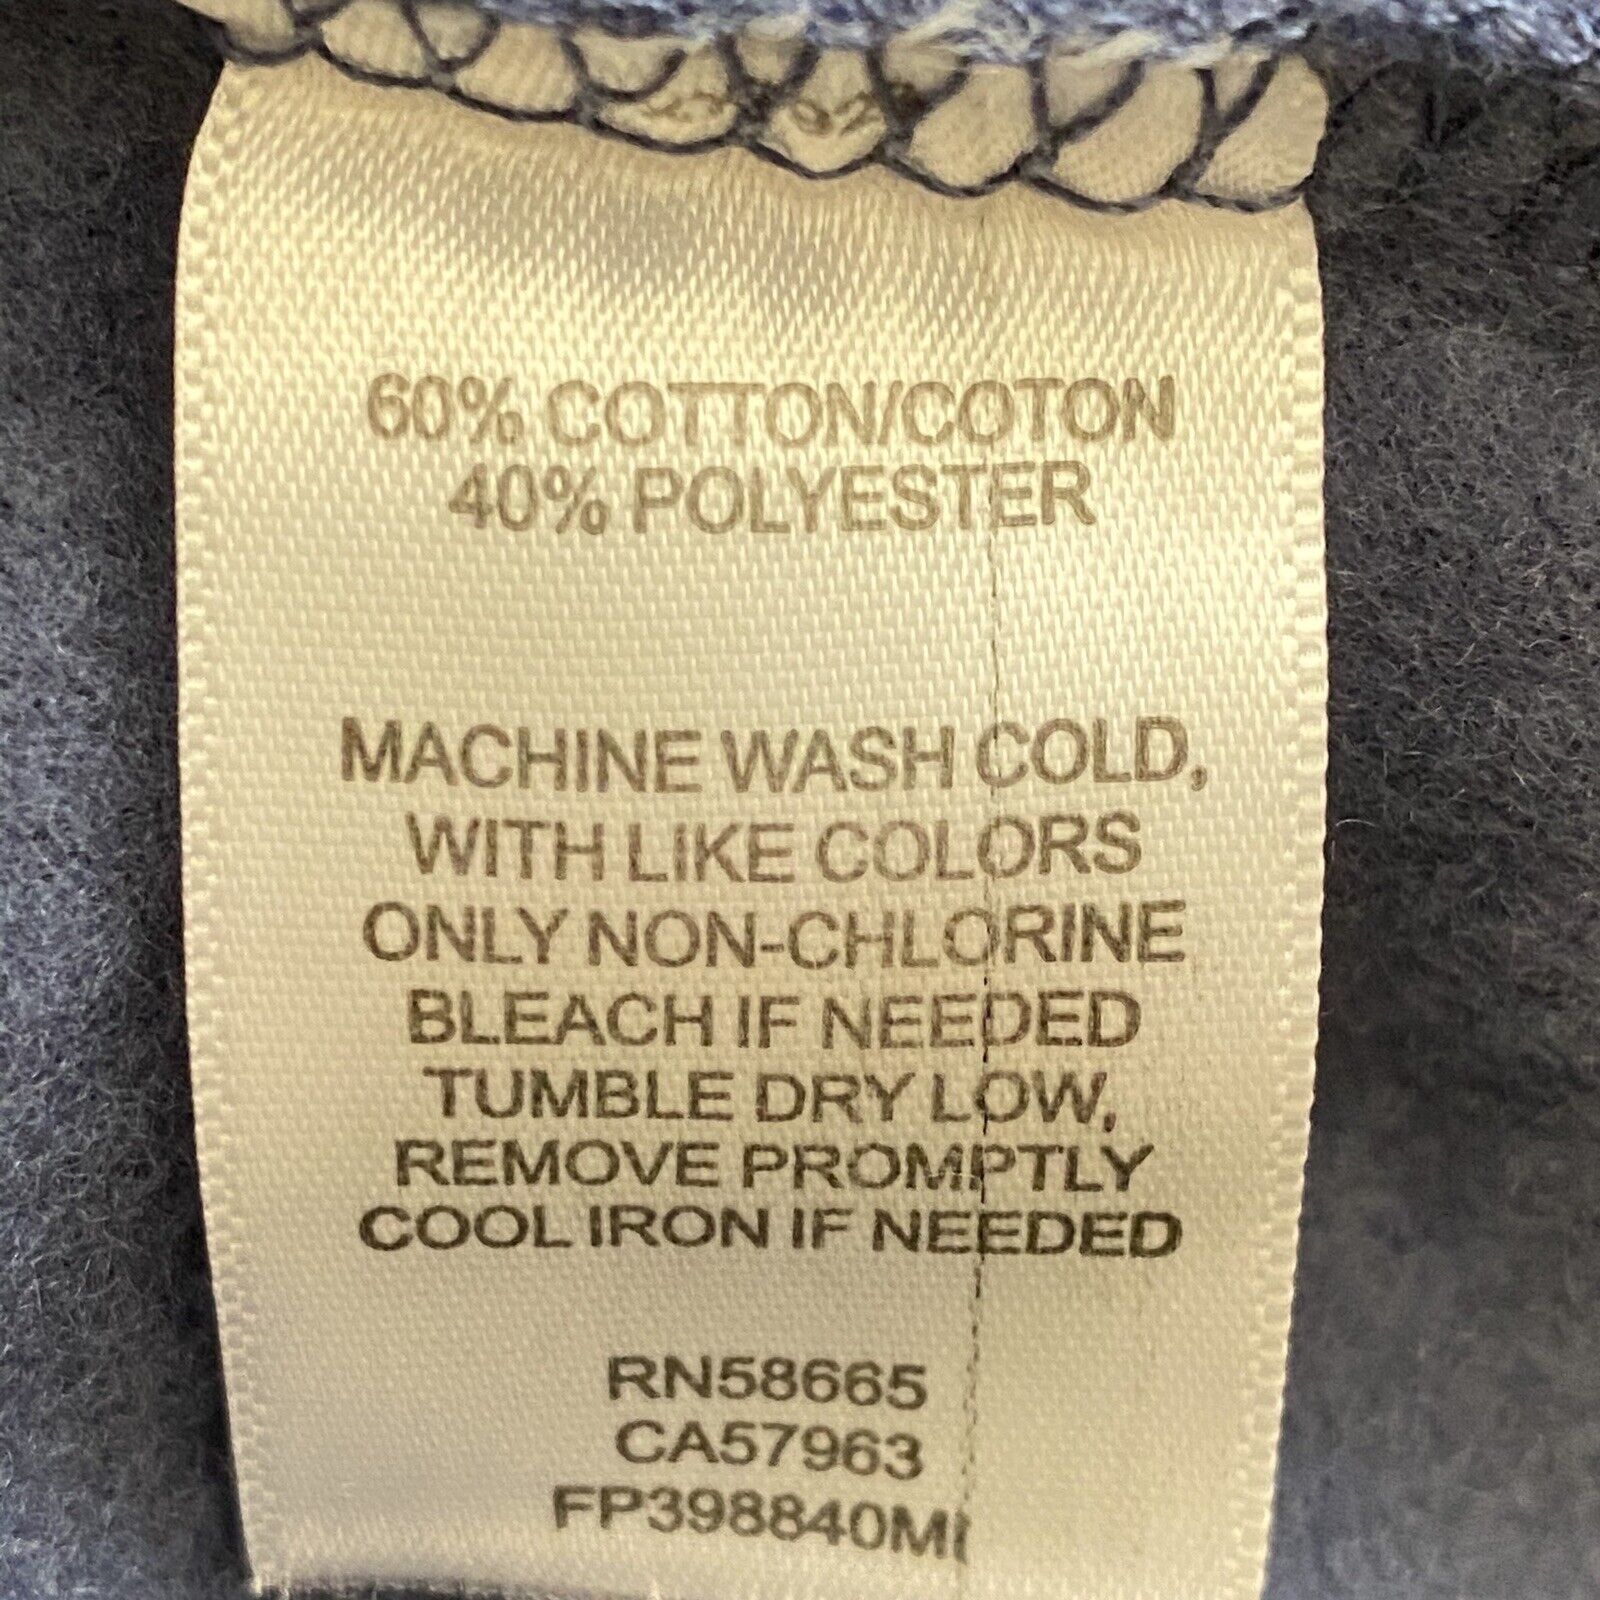 60% COTTON/COTON
40% POLYESTER
MACHINE WASH COLD,
WITH LIKE COLORS
ONLY NON-CHLORINE
BLEACH IF NEEDED
TUMBLE DRY LOW,
REMOVE PROMPTLY
COOL IRON IF NEEDED
RN58665
CA57963
FP398840MI